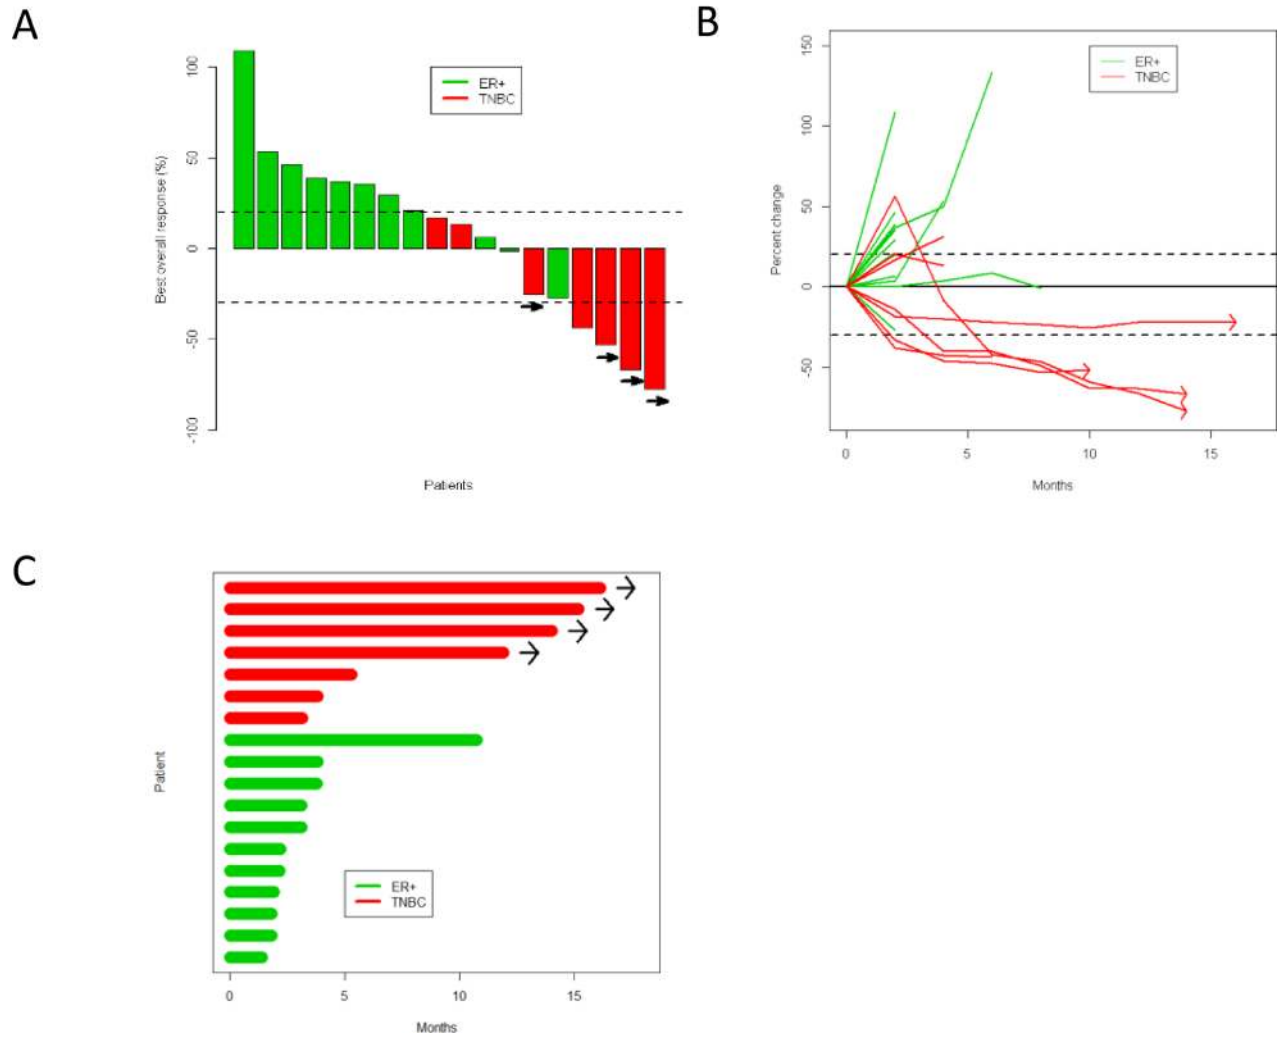 A
Best overall response (%)
100
50
0
-50
-100
ER+
TNBC
Patients
B
Percent change
150
100
50
0
-50
ER+
TNBC
0 5 10 15
Months
C
Patient
ER+
TNBC
0 5 10 15
Months